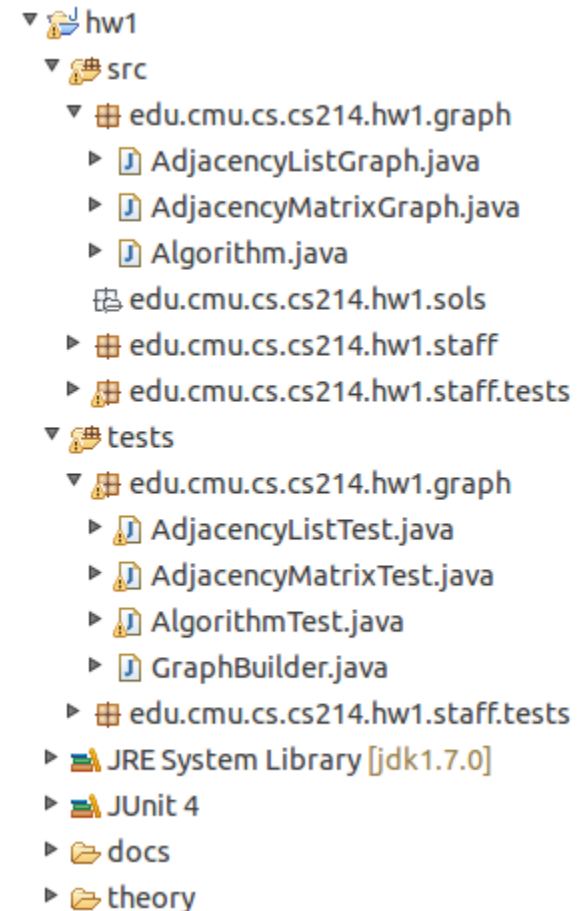 hw1
src
edu.cmu.cs.cs214.hw1.graph
AdjacencyListGraph.java
AdjacencyMatrixGraph.java
Algorithm.java
edu.cmu.cs.cs214.hw1.sols
edu.cmu.cs.cs214.hw1.staff
edu.cmu.cs.cs214.hw1.staff.tests
tests
edu.cmu.cs.cs214.hw1.graph
AdjacencyListTest.java
AdjacencyMatrixTest.java
AlgorithmTest.java
GraphBuilder.java
edu.cmu.cs.cs214.hw1.staff.tests
JRE System Library [jdk1.7.0]
JUnit 4
docs
theory